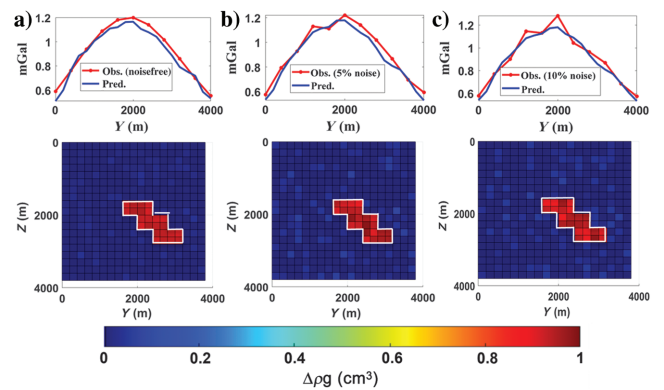 a) b) c)
1.2 1.2 1.2
mGal mGal mGal
1 1 1
0.8 0.8 0.8
0.6 0.6 0.6
Obs. (noisefree) Obs. (5% noise) Obs. (10% noise)
Pred. Pred. Pred.
0 2000 4000 0 2000 4000 0 2000 4000
Y (m) Y (m) Y (m)
0 0 0
Z (m) Z (m) Z (m)
2000 2000 2000
4000 4000 4000
0 2000 4000 0 2000 4000 0 2000 4000
Y (m) Y (m) Y (m)
0 0.2 0.4 0.6 0.8 1
Δρg (cm³)